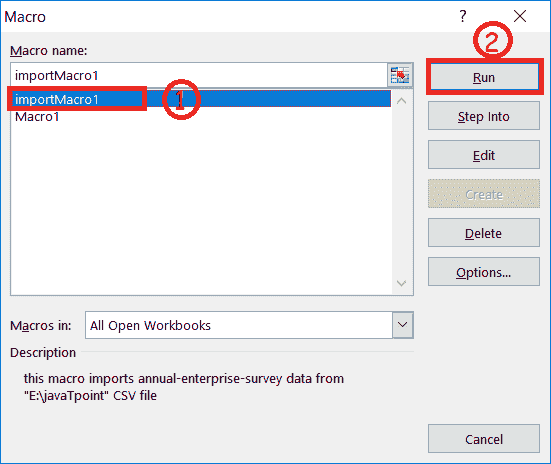 Macro
?
2
Macro name:
importMacro1
Run
importMacro1
1
Macro1
Step Into
Edit
Create
Delete
Options...
Macros in:
All Open Workbooks
Description
this macro imports annual-enterprise-survey data from
"E:\javaTpoint" CSV file
Cancel